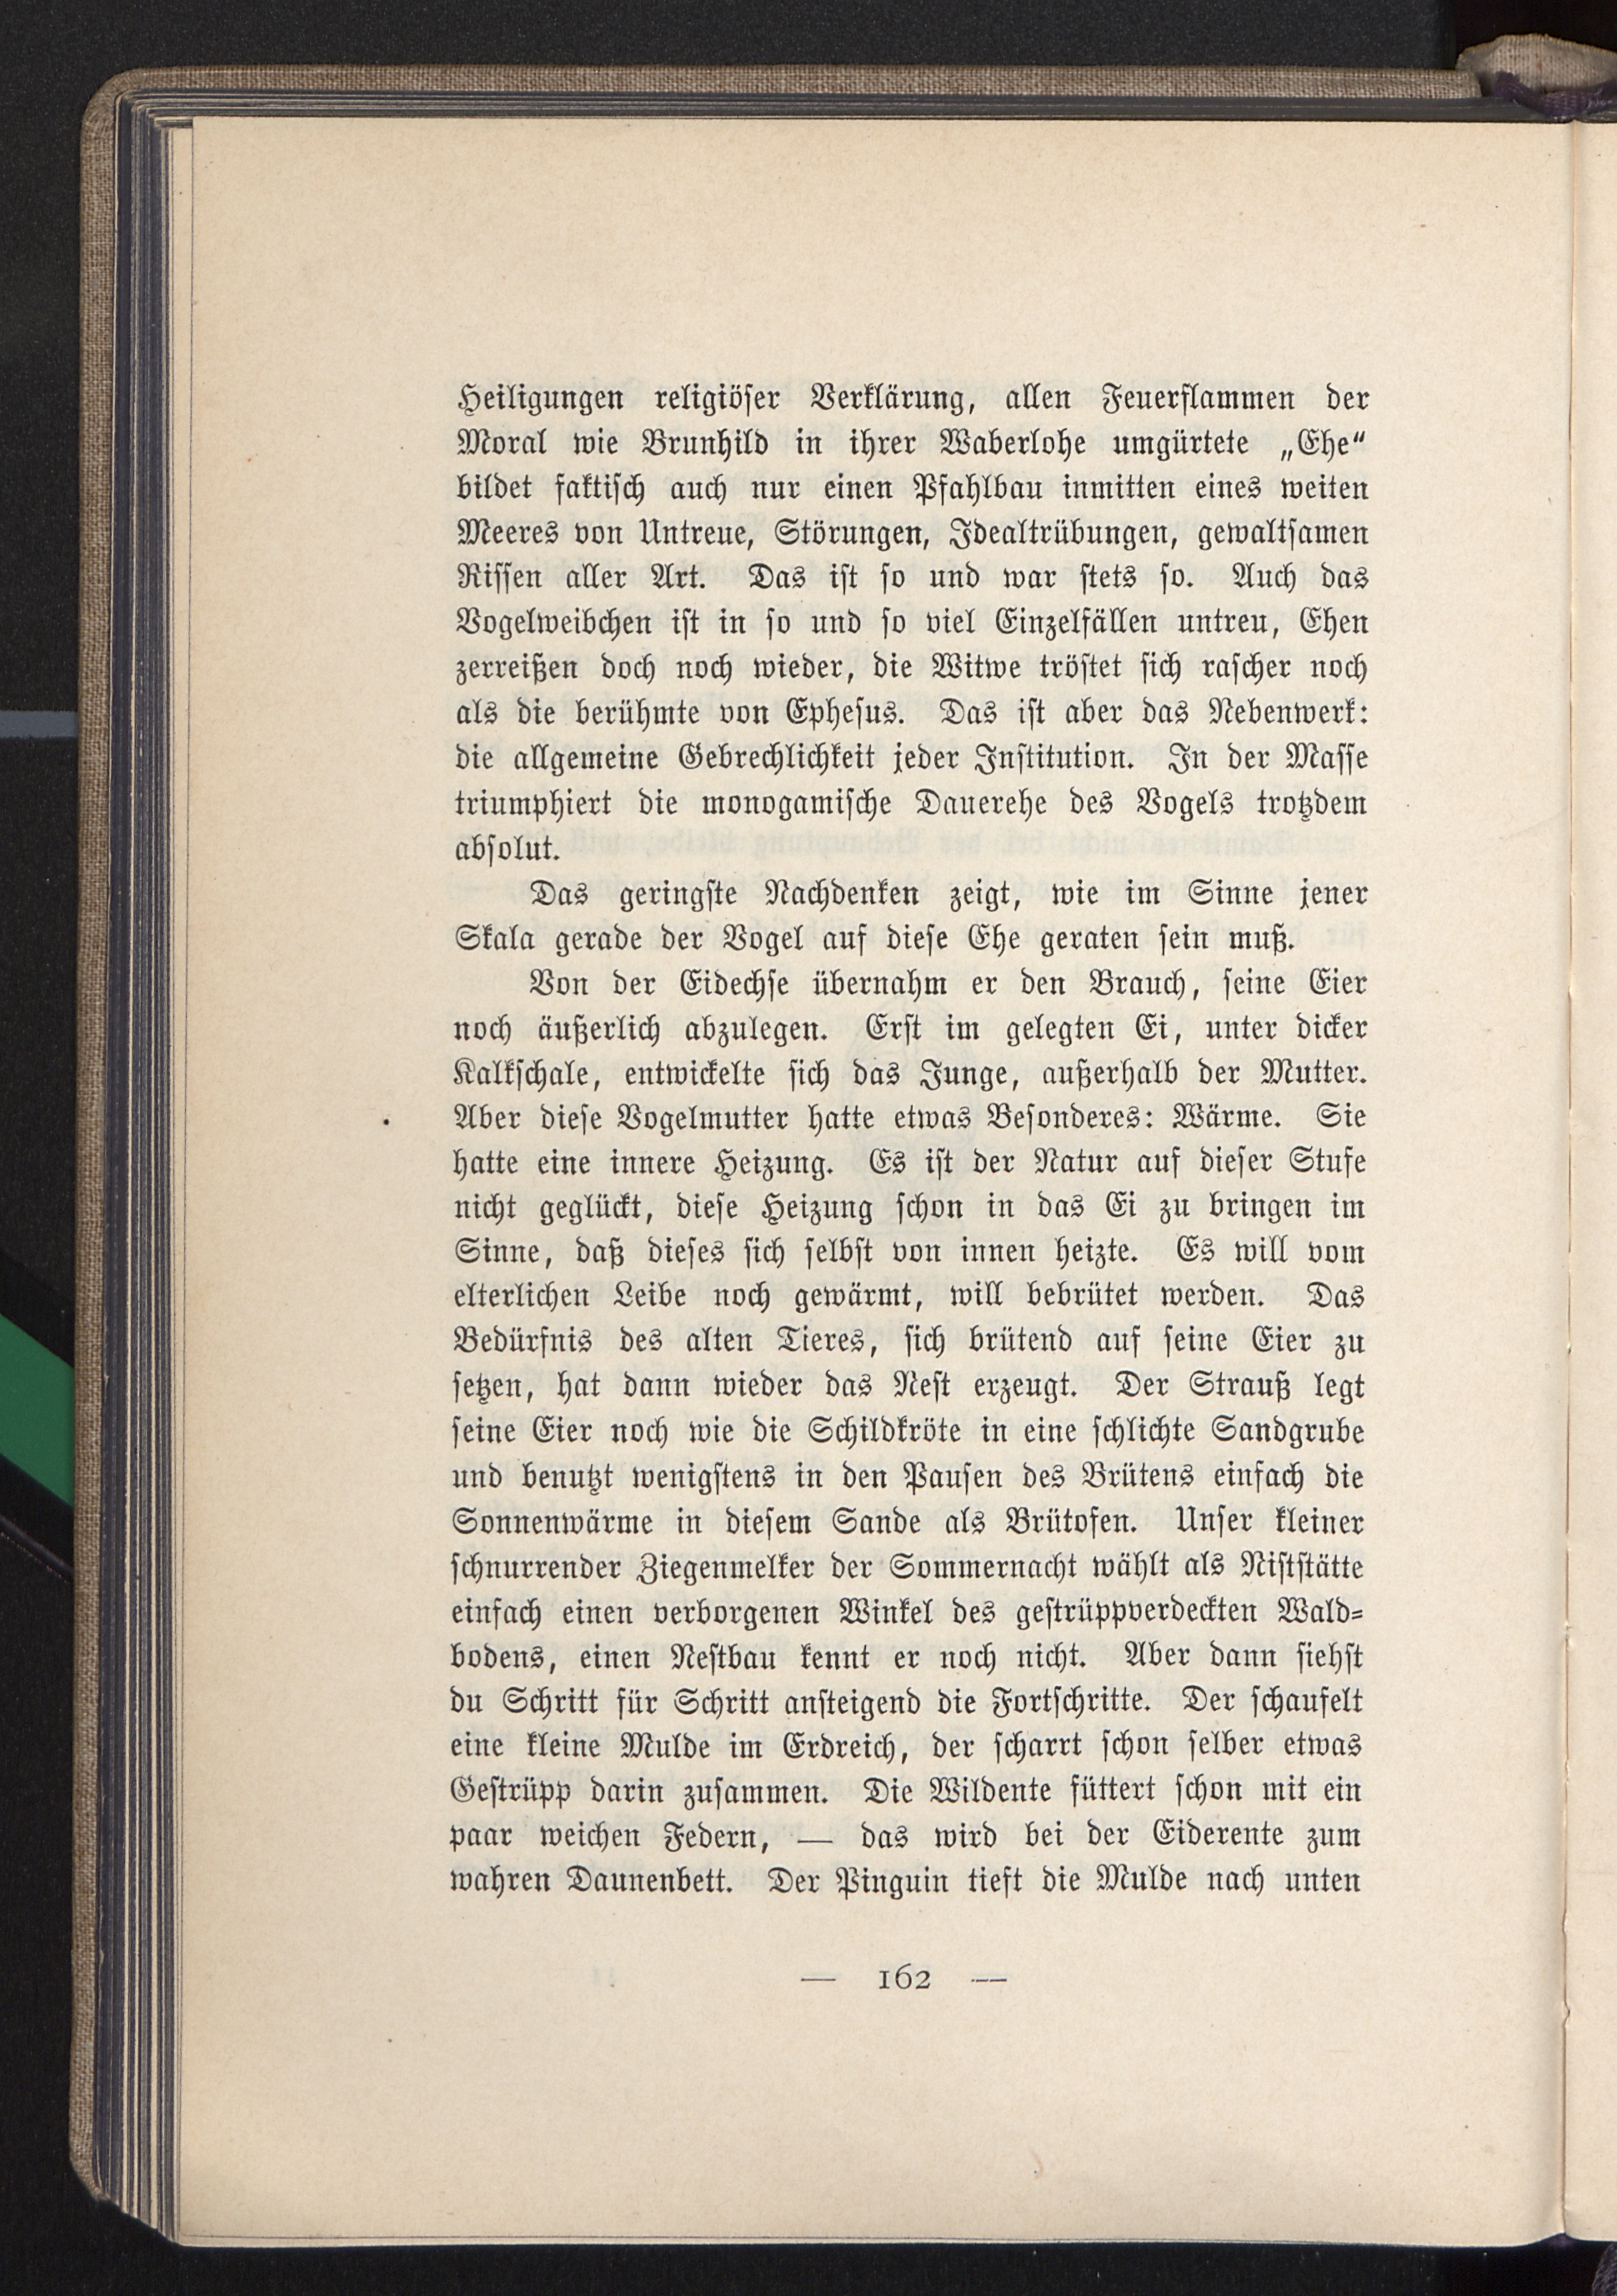 Heiligungen religiöser Verklärung, allen Feuerflammen der
Moral wie Brunhild in ihrer Waberlohe umgürtete „Ehe“
bildet faktisch auch nur einen Pfahlbau inmitten eines weiten
Meeres von Untreue, Störungen, Idealtrübungen, gewaltsamen
Rissen aller Art. Das ist so und war stets so. Auch das
Vogelweibchen ist in so und so viel Einzelfällen untreu, Ehen
zerreißen doch noch wieder, die Witwe tröstet sich rascher noch
als die berühmte von Ephesus. Das ist aber das Nebenwerk:
die allgemeine Gebrechlichkeit jeder Institution. In der Masse
triumphiert die monogamische Dauerehe des Vogels trotzdem
absolut.
Das geringste Nachdenken zeigt, wie im Sinne jener
Skala gerade der Vogel auf diese Ehe geraten sein muß.
Von der Eidechse übernahm er den Brauch, seine Eier
noch äußerlich abzulegen. Erst im gelegten Ei, unter dicker
Kalkschale, entwickelte sich das Junge, außerhalb der Mutter.
Aber diese Vogelmutter hatte etwas Besonderes: Wärme. Sie
hatte eine innere Heizung. Es ist der Natur auf dieser Stufe
nicht geglückt, diese Heizung schon in das Ei zu bringen im
Sinne, daß dieses sich selbst von innen heizte. Es will vom
elterlichen Leibe noch gewärmt, will bebrütet werden. Das
Bedürfnis des alten Tieres, sich brütend auf seine Eier zu
setzen, hat dann wieder das Nest erzeugt. Der Strauß legt
seine Eier noch wie die Schildkröte in eine schlichte Sandgrube
und benutzt wenigstens in den Pausen des Brütens einfach die
Sonnenwärme in diesem Sande als Brütofen. Unser kleiner
schnurrender Ziegenmelker der Sommernacht wählt als Niststätte
einfach einen verborgenen Winkel des gestrüppverdeckten Wald-
bodens, einen Nestbau kennt er noch nicht. Aber dann siehst
du Schritt für Schritt ansteigend die Fortschritte. Der schaufelt
eine kleine Mulde im Erdreich, der scharrt schon selber etwas
Gestrüpp darin zusammen. Die Wildente füttert schon mit ein
paar weichen Federn, — das wird bei der Eiderente zum
wahren Daunenbett. Der Pinguin tieft die Mulde nach unten
— 162 —